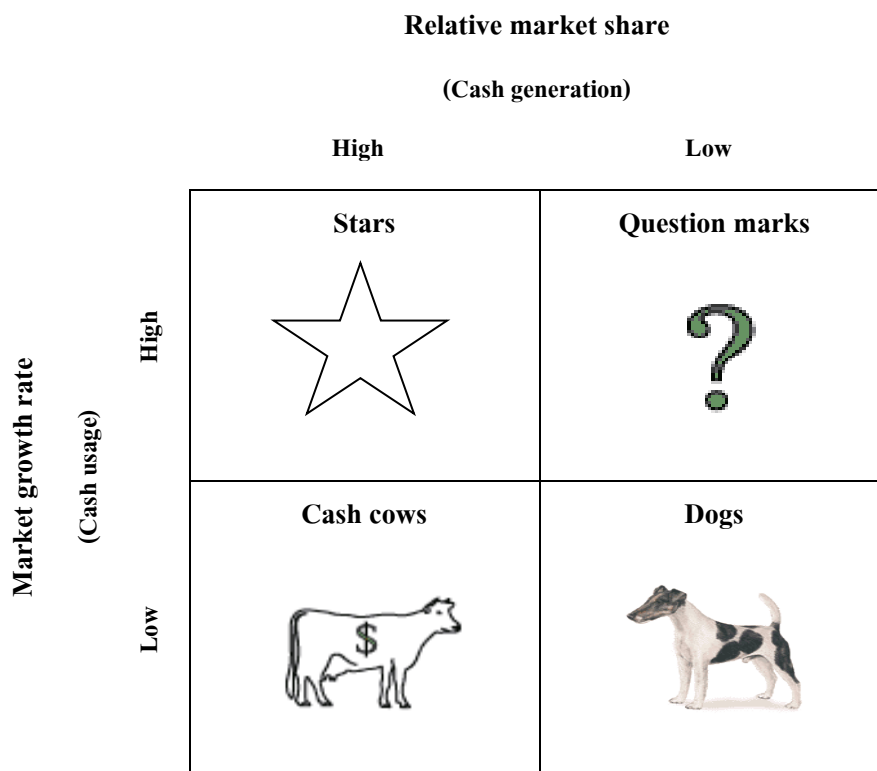 Relative market share
(Cash generation)
High
Low
Market growth rate
(Cash usage)
High
Stars
Question marks
?
Low
Cash cows
Dogs
$